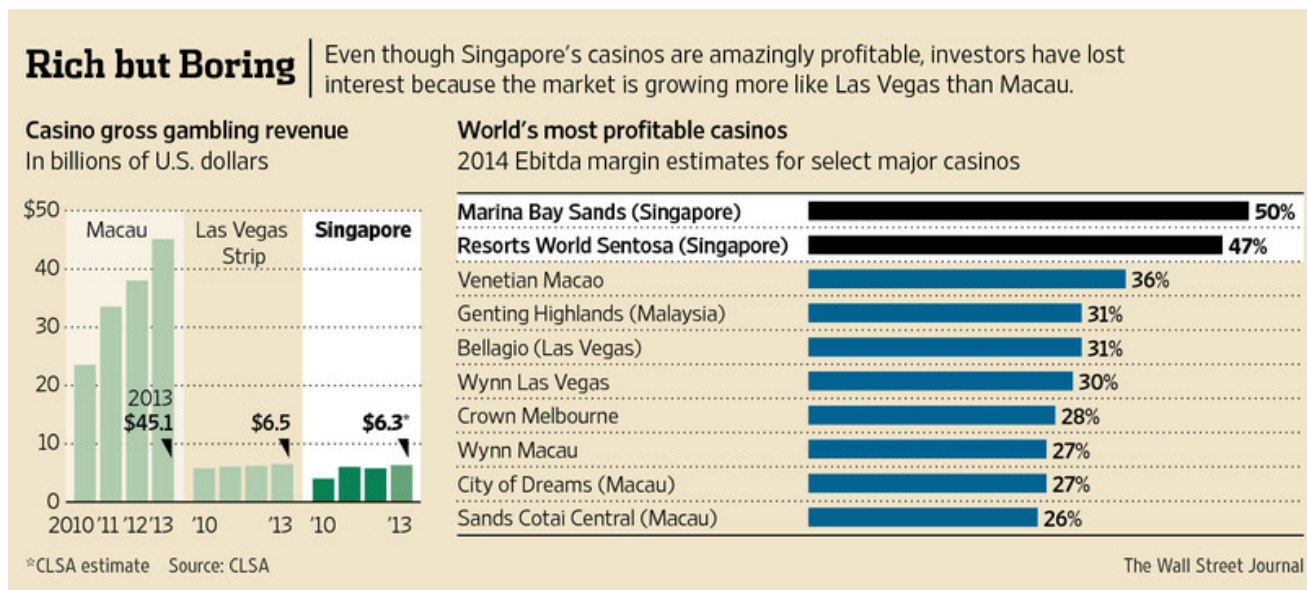 Rich but Boring
Even though Singapore's casinos are amazingly profitable, investors have lost
interest because the market is growing more like Las Vegas than Macau.
Casino gross gambling revenue
In billions of U.S. dollars
$50
40
30
20
10
0
Macau
Las Vegas
Strip
Singapore
2013
$45.1
$6.5
$6.3*
2010 '11 '12 '13 '10 '13 '10 '13
*CLSA estimate Source: CLSA
World's most profitable casinos
2014 Ebitda margin estimates for select major casinos
Marina Bay Sands (Singapore) 50%
Resorts World Sentosa (Singapore) 47%
Venetian Macao 36%
Genting Highlands (Malaysia) 31%
Bellagio (Las Vegas) 31%
Wynn Las Vegas 30%
Crown Melbourne 28%
Wynn Macau 27%
City of Dreams (Macau) 27%
Sands Cotai Central (Macau) 26%
The Wall Street Journal